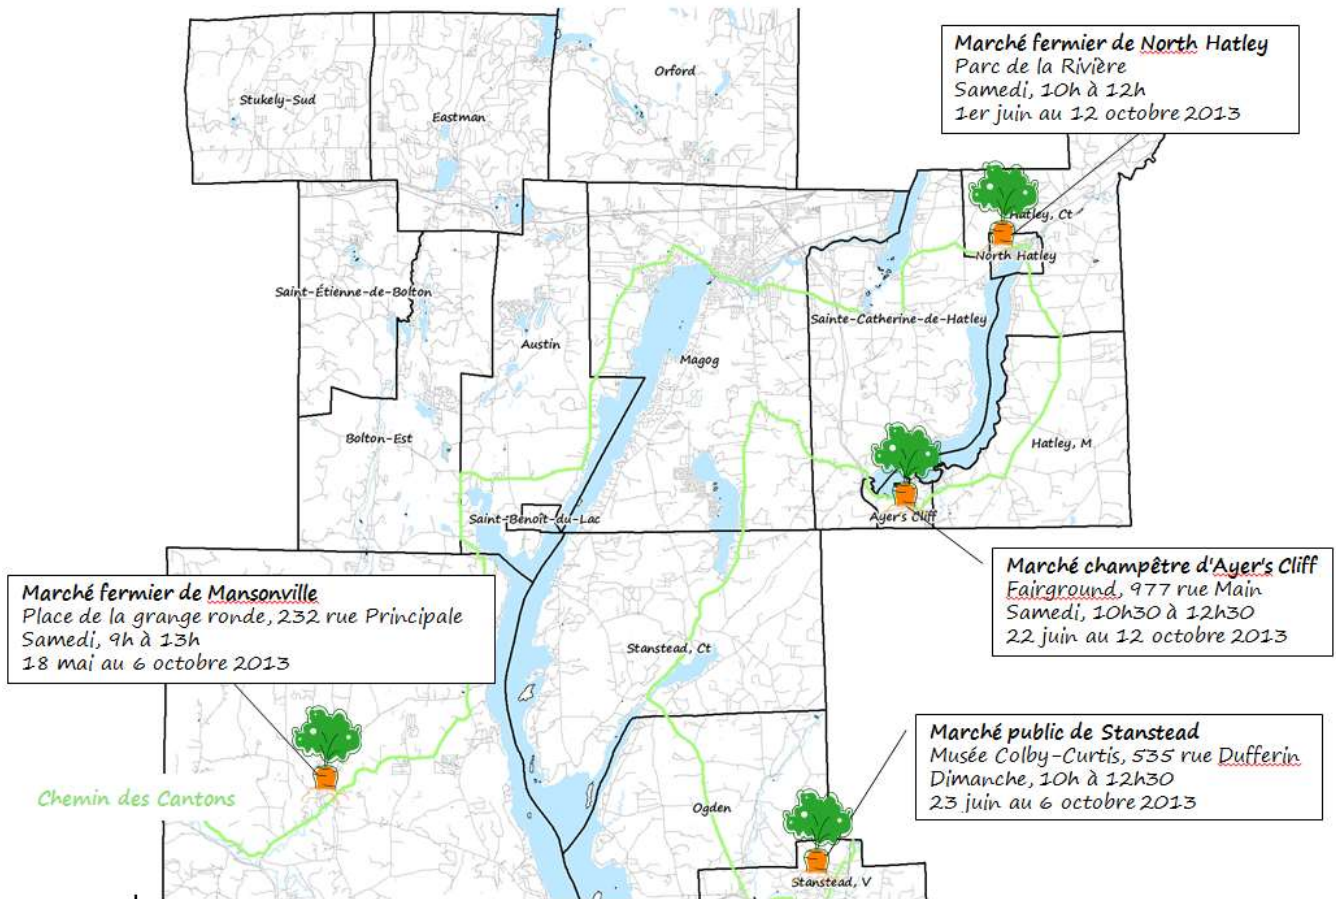 Marché fermier de North Hatley
Parc de la Rivière
Samedi, 10h à 12h
1er juin au 12 octobre 2013
Orford
Stukely-Sud
Eastman
Hatley, Ct
North Hatley
Saint-Étienne-de-Bolton
Sainte-Catherine-de-Hatley
Austin
Magog
Bolton-Est
Hatley, M
Saint-Benoît-du-Lac
Ayer's Cliff
Marché champêtre d'Ayer's Cliff
Fairground, 977 rue Main
Samedi, 10h30 à 12h30
22 juin au 12 octobre 2013
Marché fermier de Mansonville
Place de la grange ronde, 232 rue Principale
Samedi, 9h à 13h
18 mai au 6 octobre 2013
Stanstead, Ct
Marché public de Stanstead
Musée Colby-Curtis, 535 rue Dufferin
Dimanche, 10h à 12h30
23 juin au 6 octobre 2013
Chemin des Cantons
Ogden
Stanstead, V